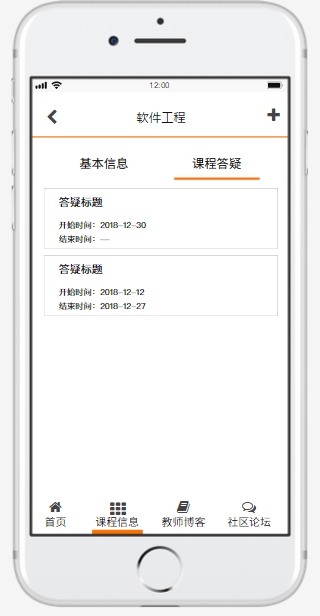 12:00
软件工程
基本信息 课程答疑
答疑标题
开始时间：2018-12-30
结束时间：—
答疑标题
开始时间：2018-12-12
结束时间：2018-12-27
首页 课程信息 教师博客 社区论坛